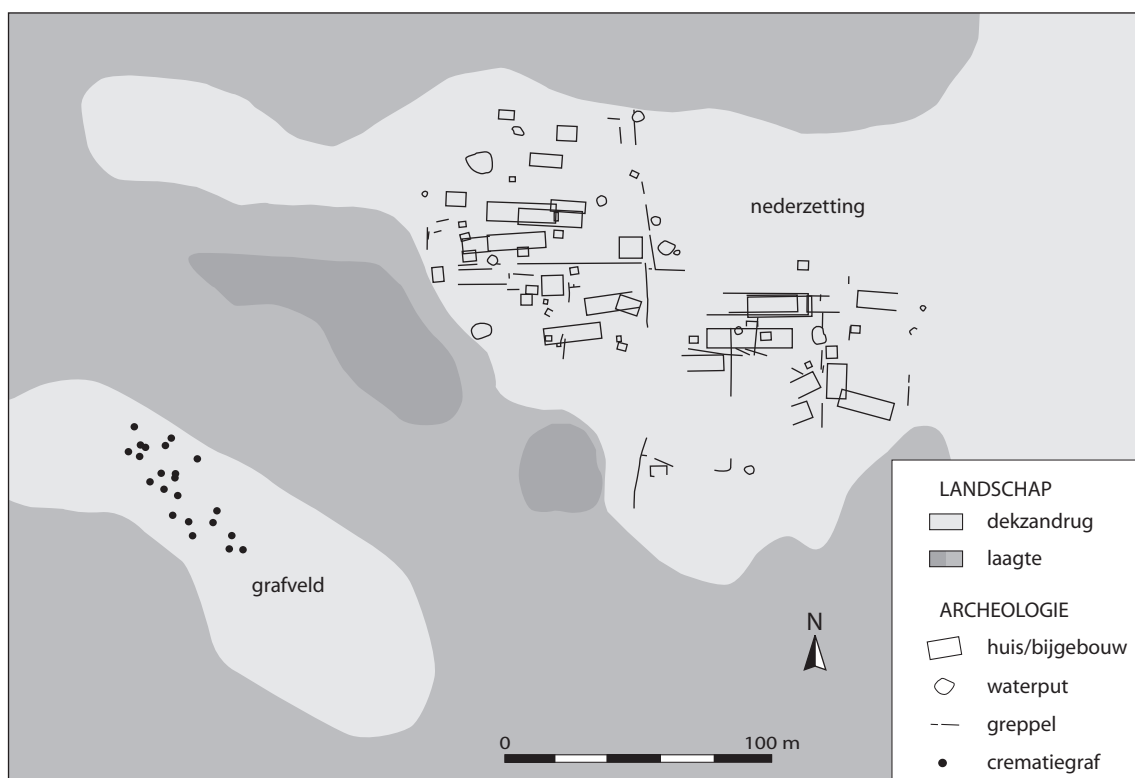 nederzetting
grafveld
N
0 100 m
LANDSCHAP
dekzandrug
laagte
ARCHEOLOGIE
huis/bijgebouw
waterput
greppel
crematiegraf